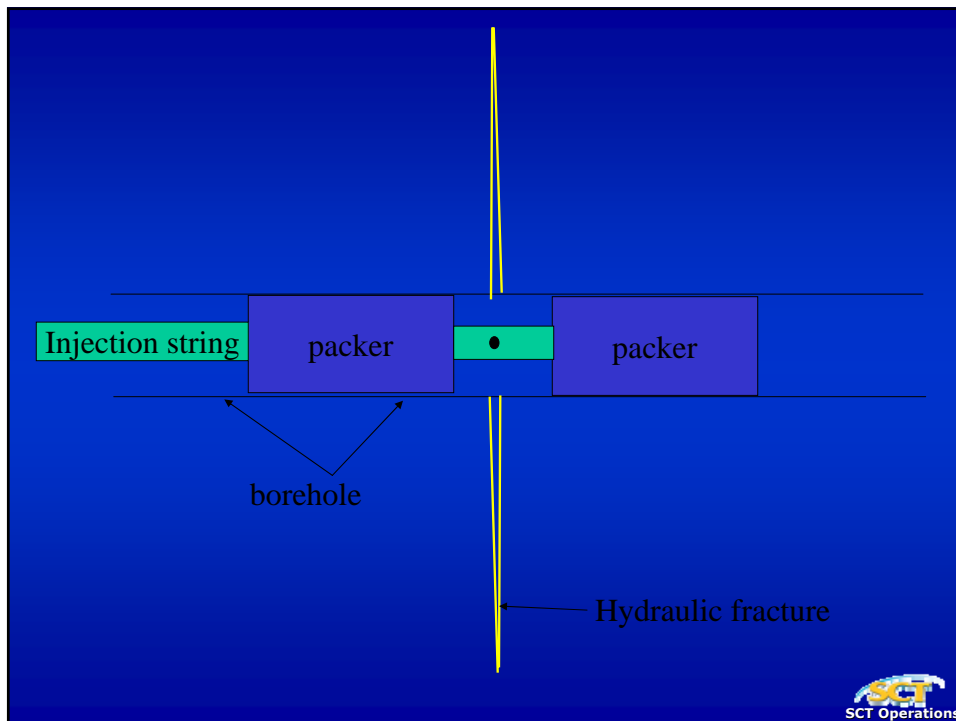 Injection string
packer
packer
borehole
Hydraulic fracture
SCT
SCT Operations